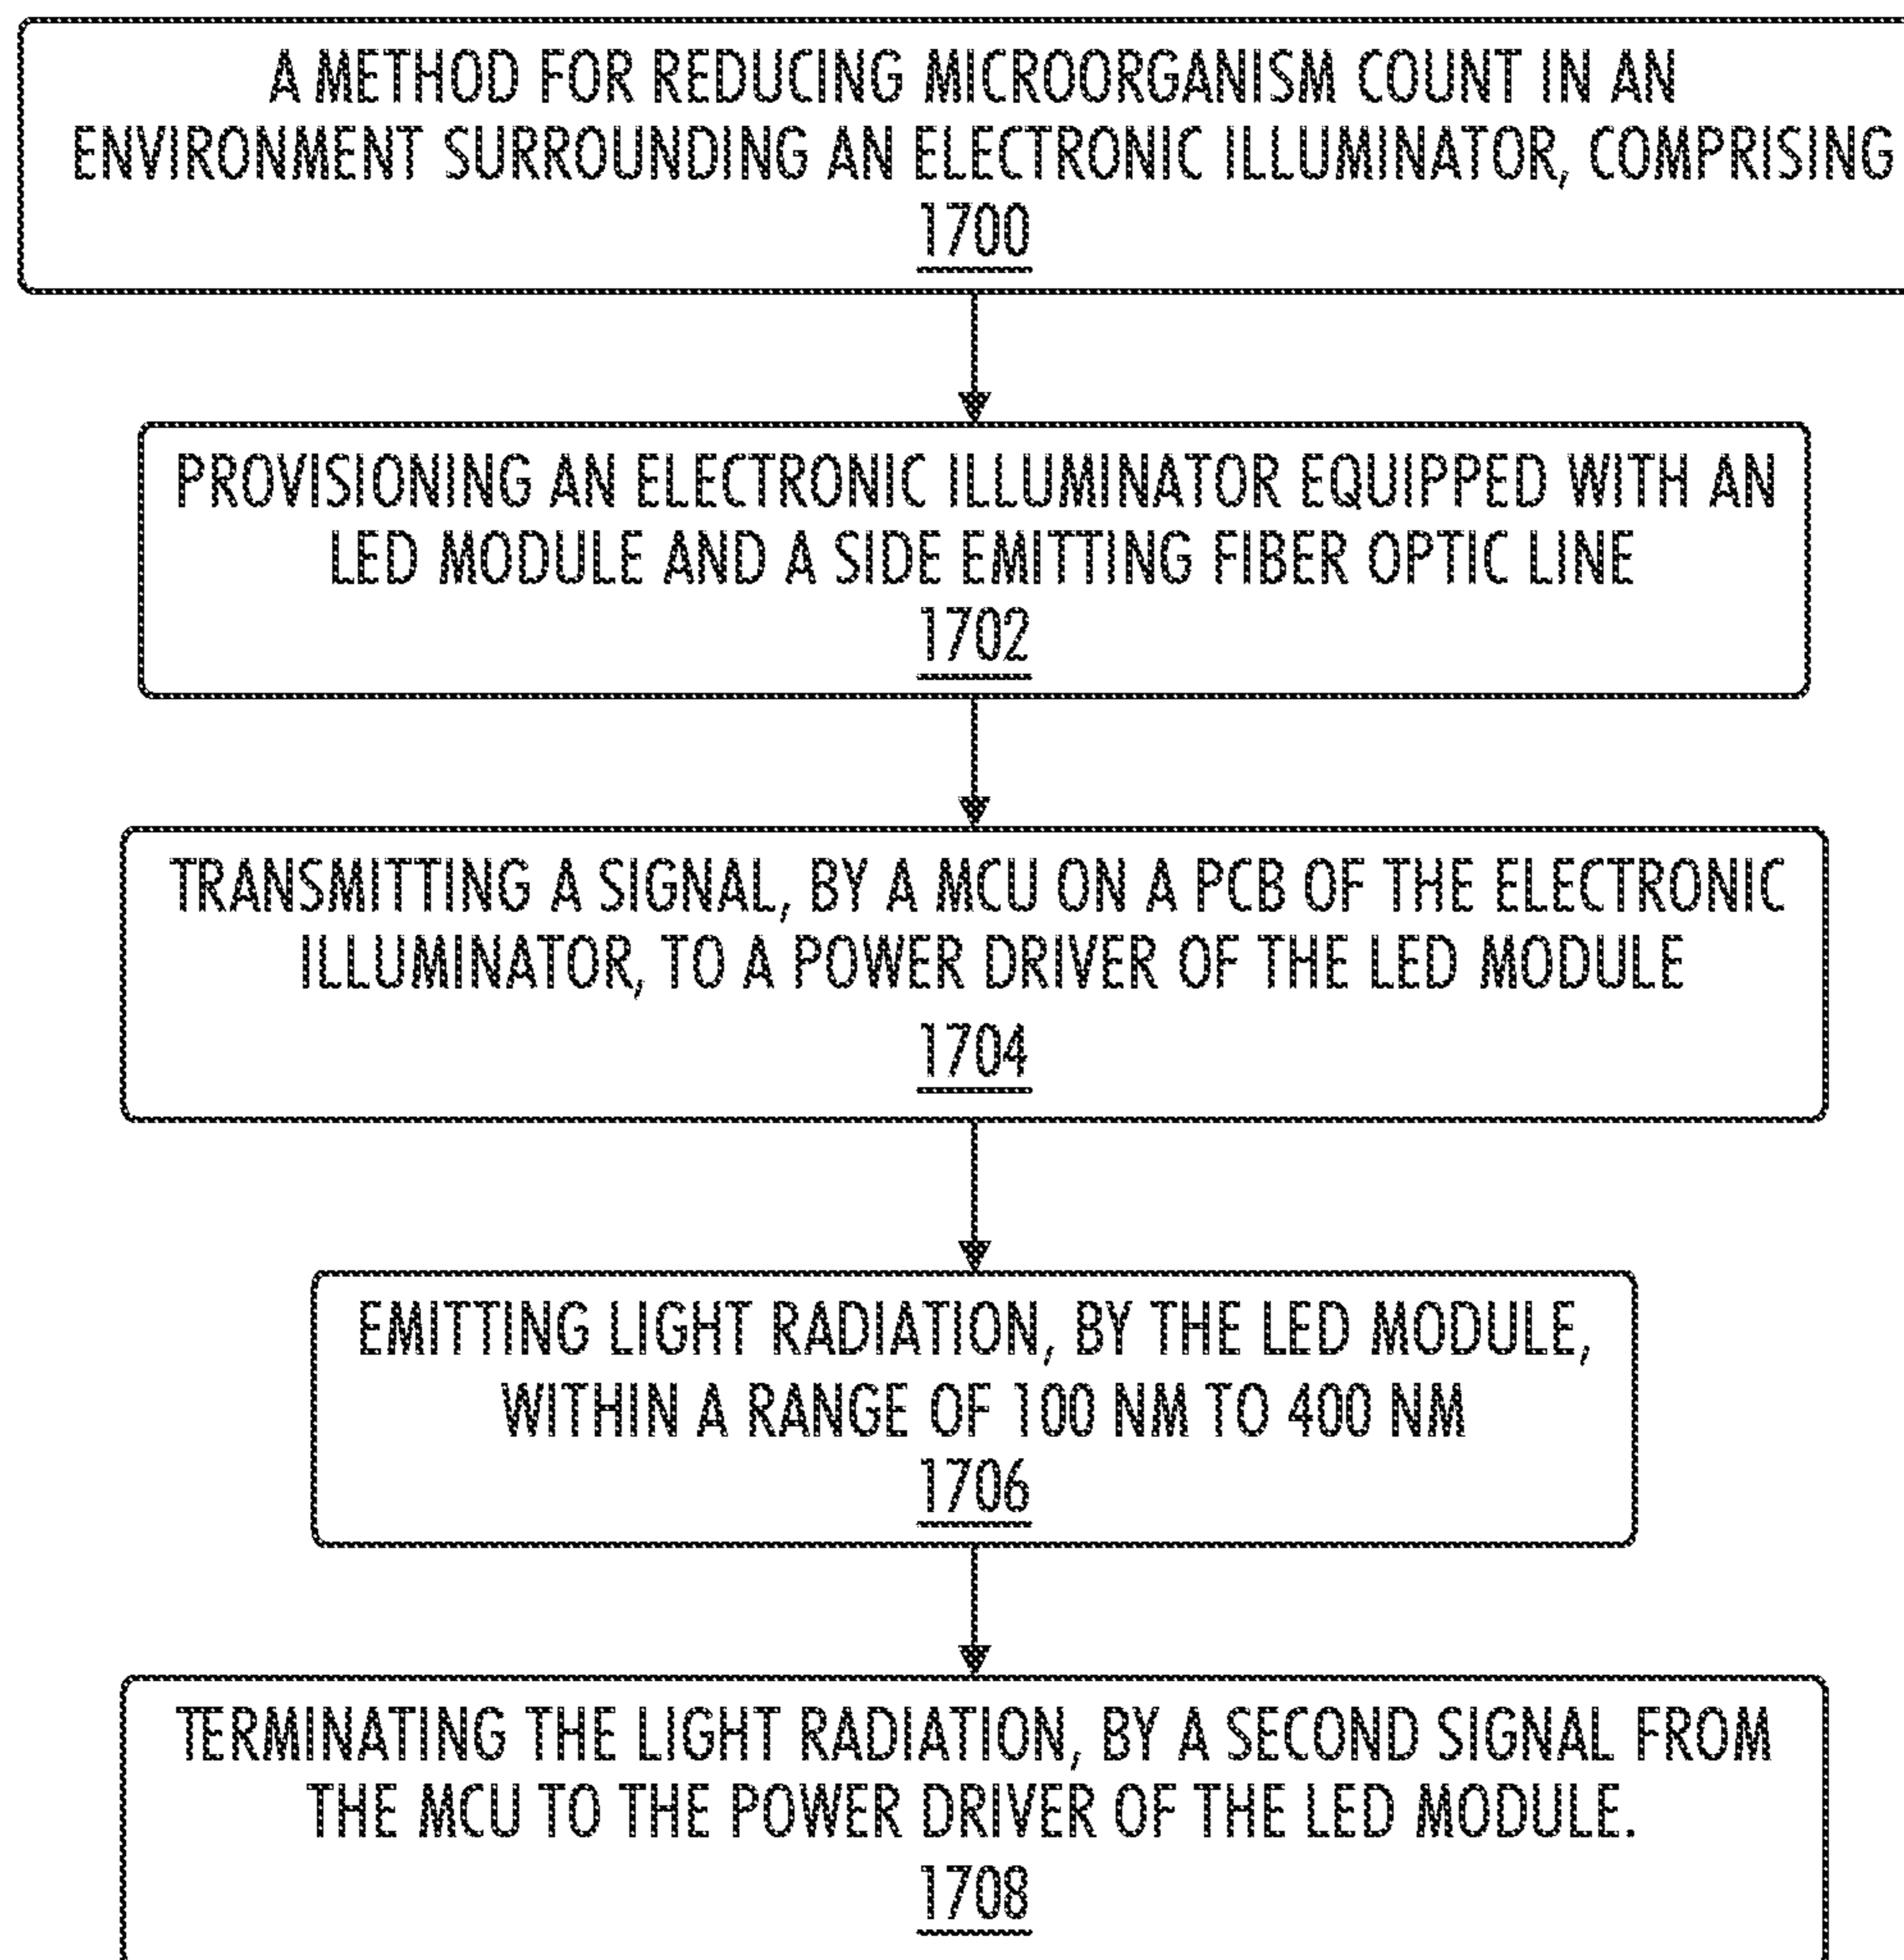 A METHOD FOR REDUCING MICROORGANISM COUNT IN AN
ENVIRONMENT SURROUNDING AN ELECTRONIC ILLUMINATOR, COMPRISING
1700
PROVISIONING AN ELECTRONIC ILLUMINATOR EQUIPPED WITH AN
LED MODULE AND A SIDE EMITTING FIBER OPTIC LINE
1702
TRANSMITTING A SIGNAL, BY A MCU ON A PCB OF THE ELECTRONIC
ILLUMINATOR, TO A POWER DRIVER OF THE LED MODULE
1704
EMITTING LIGHT RADIATION, BY THE LED MODULE,
WITHIN A RANGE OF 100 NM TO 400 NM
1706
TERMINATING THE LIGHT RADIATION, BY A SECOND SIGNAL FROM
THE MCU TO THE POWER DRIVER OF THE LED MODULE.
1708